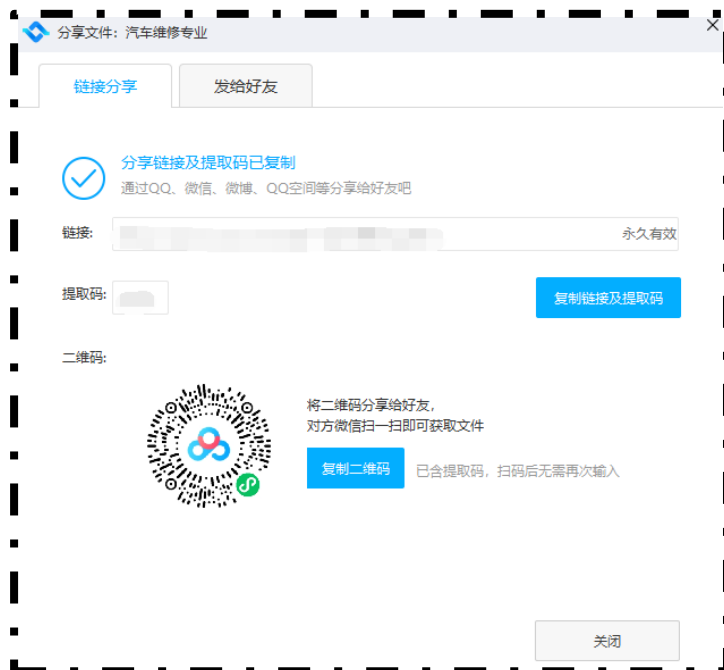 分享文件：汽车维修专业
链接分享
发给好友
分享链接及提取码已复制
通过QQ、微信、微博、QQ空间等分享给好友吧
链接:
永久有效
提取码:
复制链接及提取码
二维码:
将二维码分享给好友，
对方微信扫一扫即可获取文件
复制二维码
已含提取码，扫码后无需再次输入
关闭